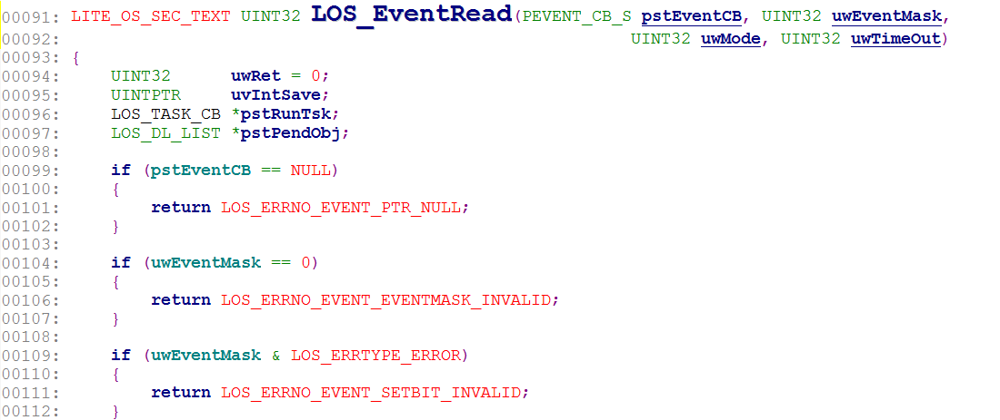 00091: LITE_OS_SEC_TEXT UINT32 LOS_EventRead(PEVENT_CB_S pstEventCB, UINT32 uwEventMask,
00092: UINT32 uwMode, UINT32 uwTimeOut)
00093: {
00094: UINT32 uwRet = 0;
00095: UINTPTR uvIntSave;
00096: LOS_TASK_CB *pstRunTsk;
00097: LOS_DL_LIST *pstPendObj;
00098:
00099: if (pstEventCB == NULL)
00100: {
00101: return LOS_ERRNO_EVENT_PTR_NULL;
00102: }
00103:
00104: if (uwEventMask == 0)
00105: {
00106: return LOS_ERRNO_EVENT_EVENTMASK_INVALID;
00107: }
00108:
00109: if (uwEventMask & LOS_ERRTYPE_ERROR)
00110: {
00111: return LOS_ERRNO_EVENT_SETBIT_INVALID;
00112: }